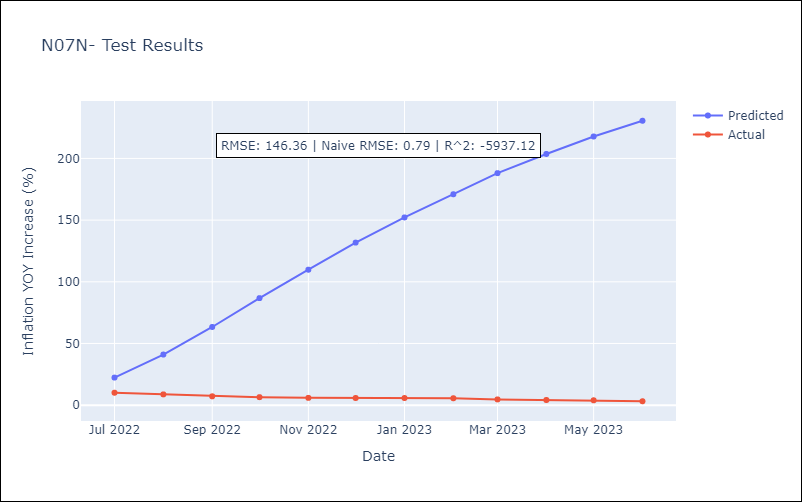 N07N- Test Results
Predicted
Actual
RMSE: 146.36 | Naive RMSE: 0.79 | R^2: -5937.12
Inflation YOY Increase (%)
200
150
100
50
0
Jul 2022
Sep 2022
Nov 2022
Jan 2023
Mar 2023
May 2023
Date